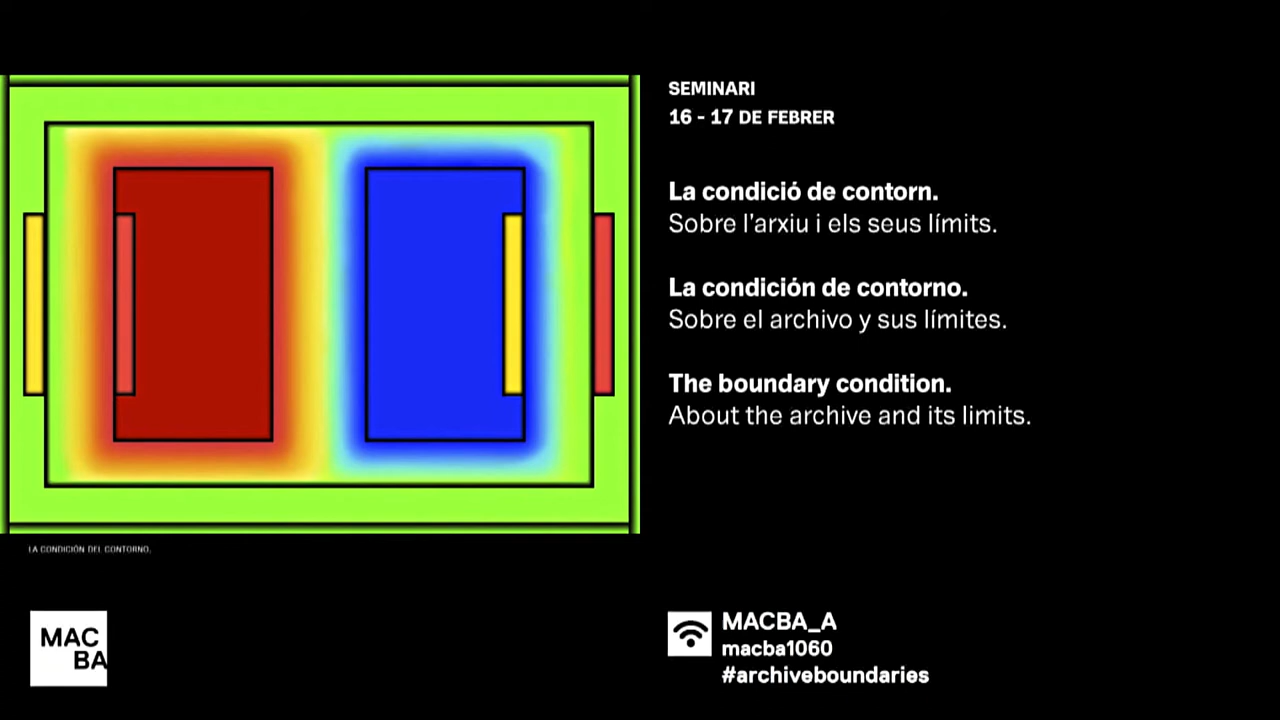 SEMINARI
16 - 17 DE FEBRER
La condició de contorn.
Sobre l'arxiu i els seus límits.
La condición de contorno.
Sobre el archivo y sus límites.
The boundary condition.
About the archive and its limits.
LA CONDICIÓN DEL CONTORNO.
MAC
BA
MACBA_A
macba1060
#archiveboundaries